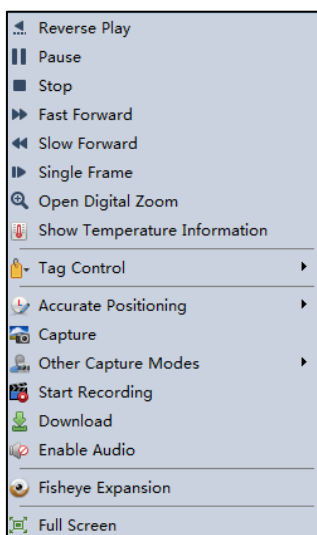 Reverse Play
Pause
Stop
Fast Forward
Slow Forward
Single Frame
Open Digital Zoom
Show Temperature Information
Tag Control
Accurate Positioning
Capture
Other Capture Modes
Start Recording
Download
Enable Audio
Fisheye Expansion
Full Screen